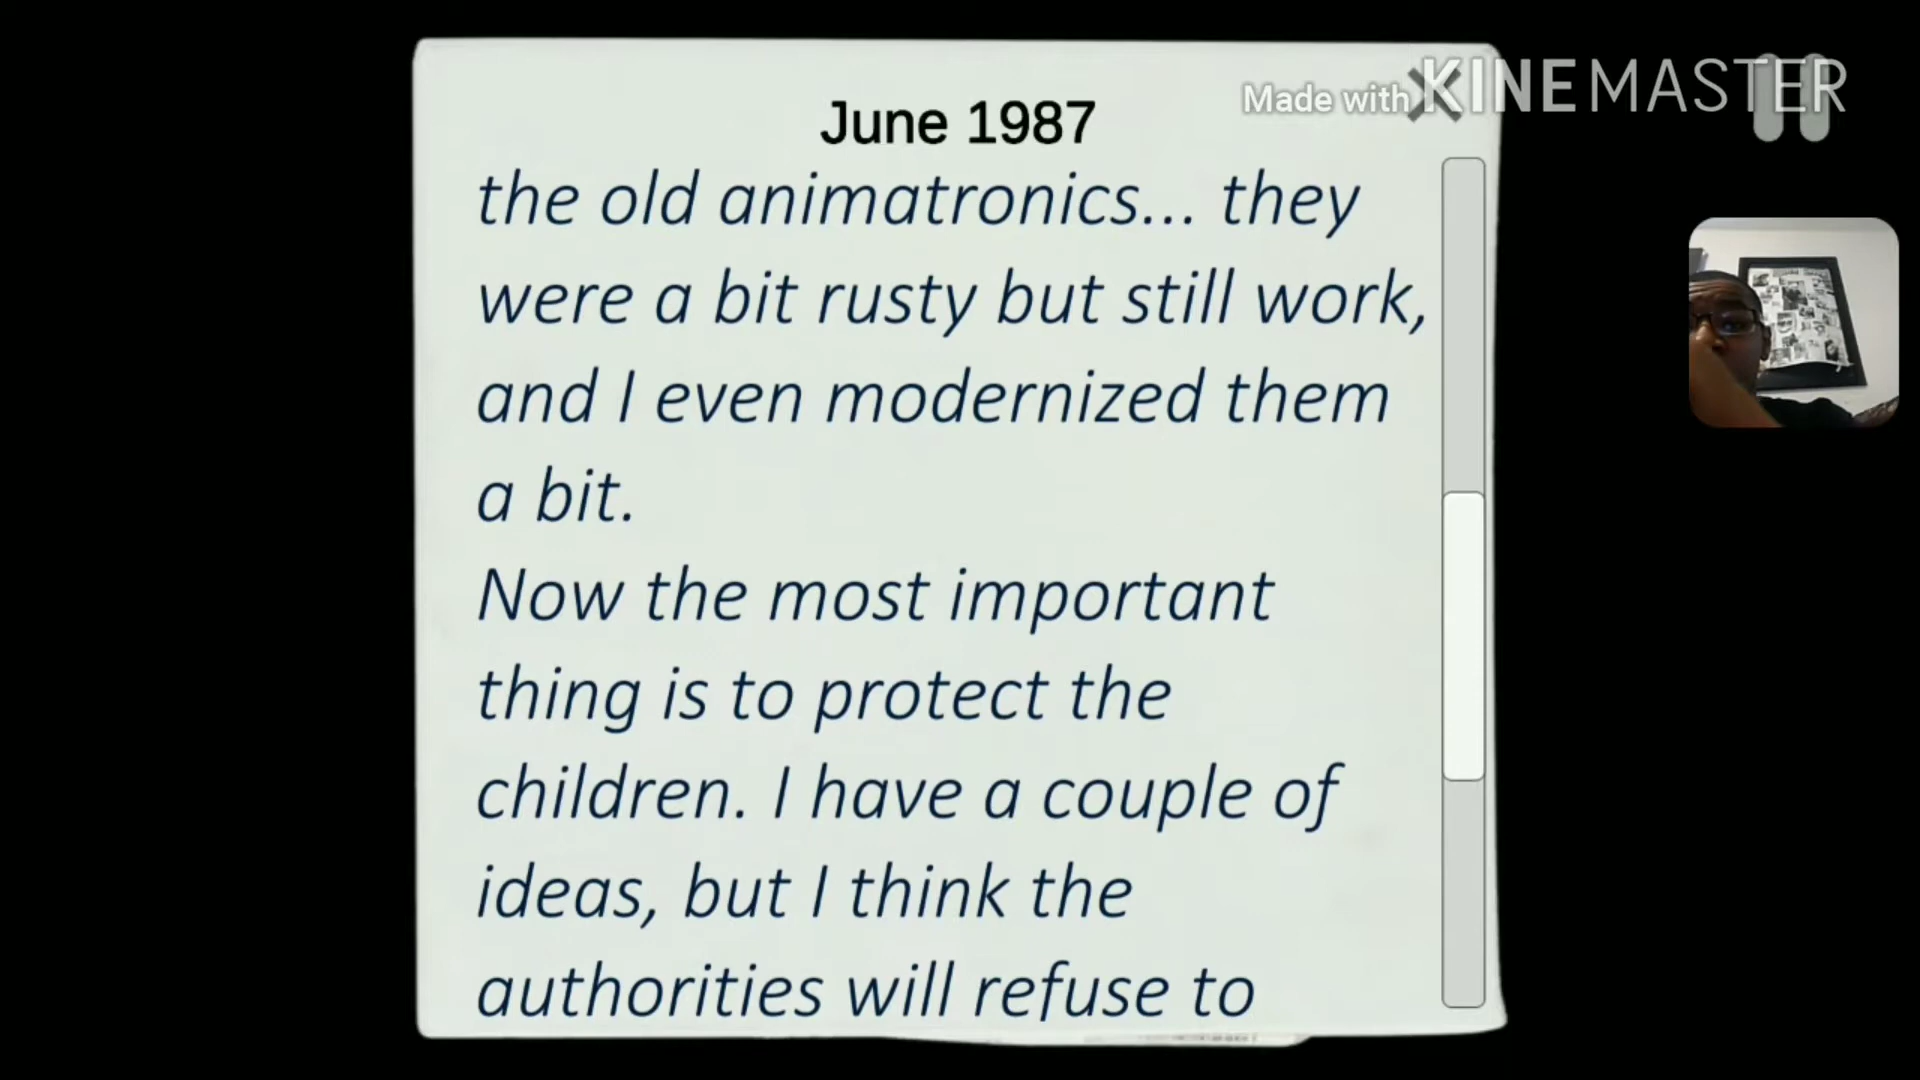 Made with KINEMASTER
June 1987
the old animatronics... they
were a bit rusty but still work,
and I even modernized them
a bit.
Now the most important
thing is to protect the
children. I have a couple of
ideas, but I think the
authorities will refuse to